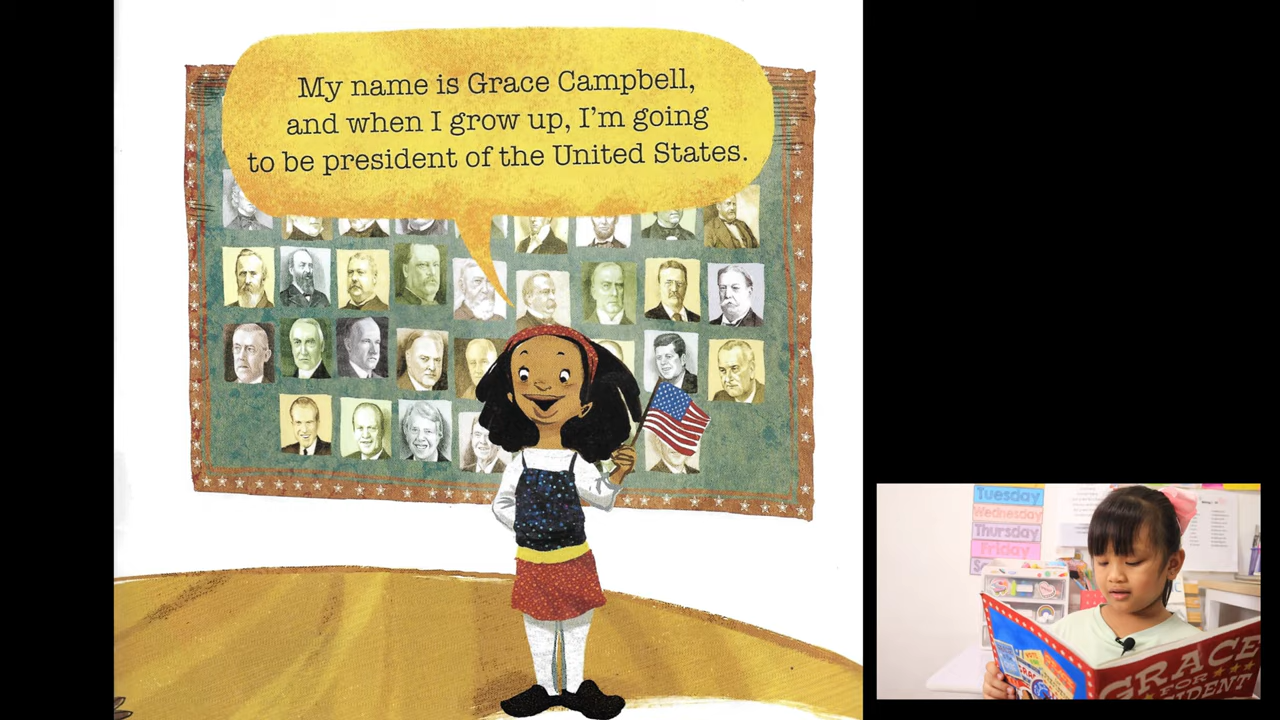 My name is Grace Campbell,
and when I grow up, I'm going
to be president of the United States.
Tuesday
Wednesday
Thursday
Friday
GRACE
FOR